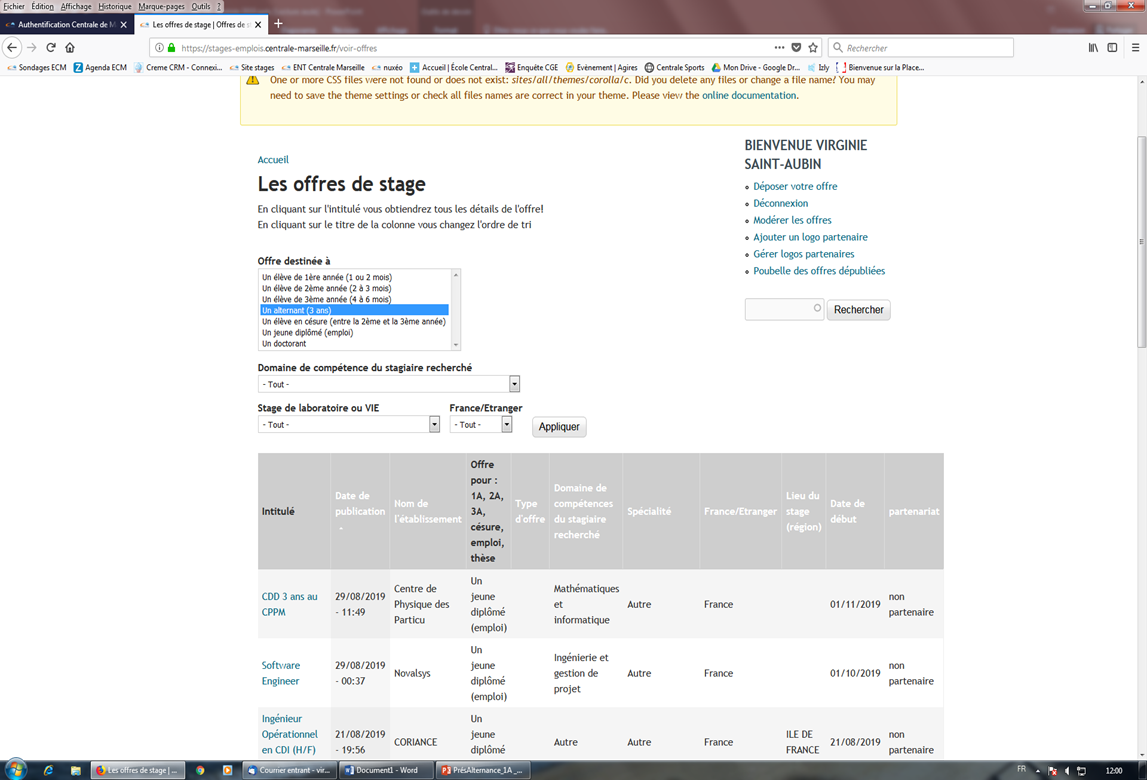 Fichier Édition Affichage Historique Marque-pages Outils ?
Authentification Centrale de M
Les offres de stage | Offres de s
https://stages-emplois.centrale-marseille.fr/voir-offres
Rechercher
Sondages ECM Agenda ECM Creme CRM - Connexi... Site stages ENT Centrale Marseille nuxéo Accueil | École Central... Enquête CGE Evènement | Agires Centrale Sports Mon Drive - Google Dr... Izly Bienvenue sur la Place...
One or more CSS files were not found or does not exist: sites/all/themes/corolla/c. Did you delete any files or change a file name? You may
need to save the theme settings or check all files names are correct in your theme. Please view the online documentation.
Accueil
Les offres de stage
En cliquant sur l'intitulé vous obtiendrez tous les détails de l'offre!
En cliquant sur le titre de la colonne vous changez l'ordre de tri
BIENVENUE VIRGINIE
SAINT-AUBIN
Déposer votre offre
Déconnexion
Modérer les offres
Ajouter un logo partenaire
Gérer logos partenaires
Poubelle des offres dépubliées
Rechercher
Offre destinée à
Un élève de 1ère année (1 ou 2 mois)
Un élève de 2ème année (2 à 3 mois)
Un élève de 3ème année (4 à 6 mois)
Un alternant (3 ans)
Un élève en césure (entre la 2ème et la 3ème année)
Un jeune diplômé (emploi)
Un doctorant
Domaine de compétence du stagiaire recherché
- Tout -
Stage de laboratoire ou VIE France/Etranger
- Tout - - Tout - Appliquer
Intitulé
Date de
publication
Nom de
l'établissement
Offre
pour :
1A, 2A,
3A,
césure,
emploi,
thèse
Type
d'offre
Domaine de
compétences
du stagiaire
recherché
Spécialité
France/Etranger
Lieu du
stage
(région)
Date de
début
partenariat
CDD 3 ans au
CPPM
29/08/2019
- 11:49
Centre de
Physique des
Particu
Un
jeune
diplômé
(emploi)
Mathématiques
et
informatique
Autre
France
01/11/2019
non
partenaire
Software
Engineer
29/08/2019
- 00:37
Novalsys
Un
jeune
diplômé
(emploi)
Ingénierie et
gestion de
projet
Autre
France
01/10/2019
non
partenaire
Ingénieur
Opérationnel
en CDI (H/F)
21/08/2019
- 19:56
CORIANCE
Un
jeune
diplômé
Autre
Autre
France
ILE DE
FRANCE
21/08/2019
non
partenaire
Les offres de stage | ...
Courrier entrant - vir...
Document1 - Word
PrésAlternance_1A _...
FR
12:00